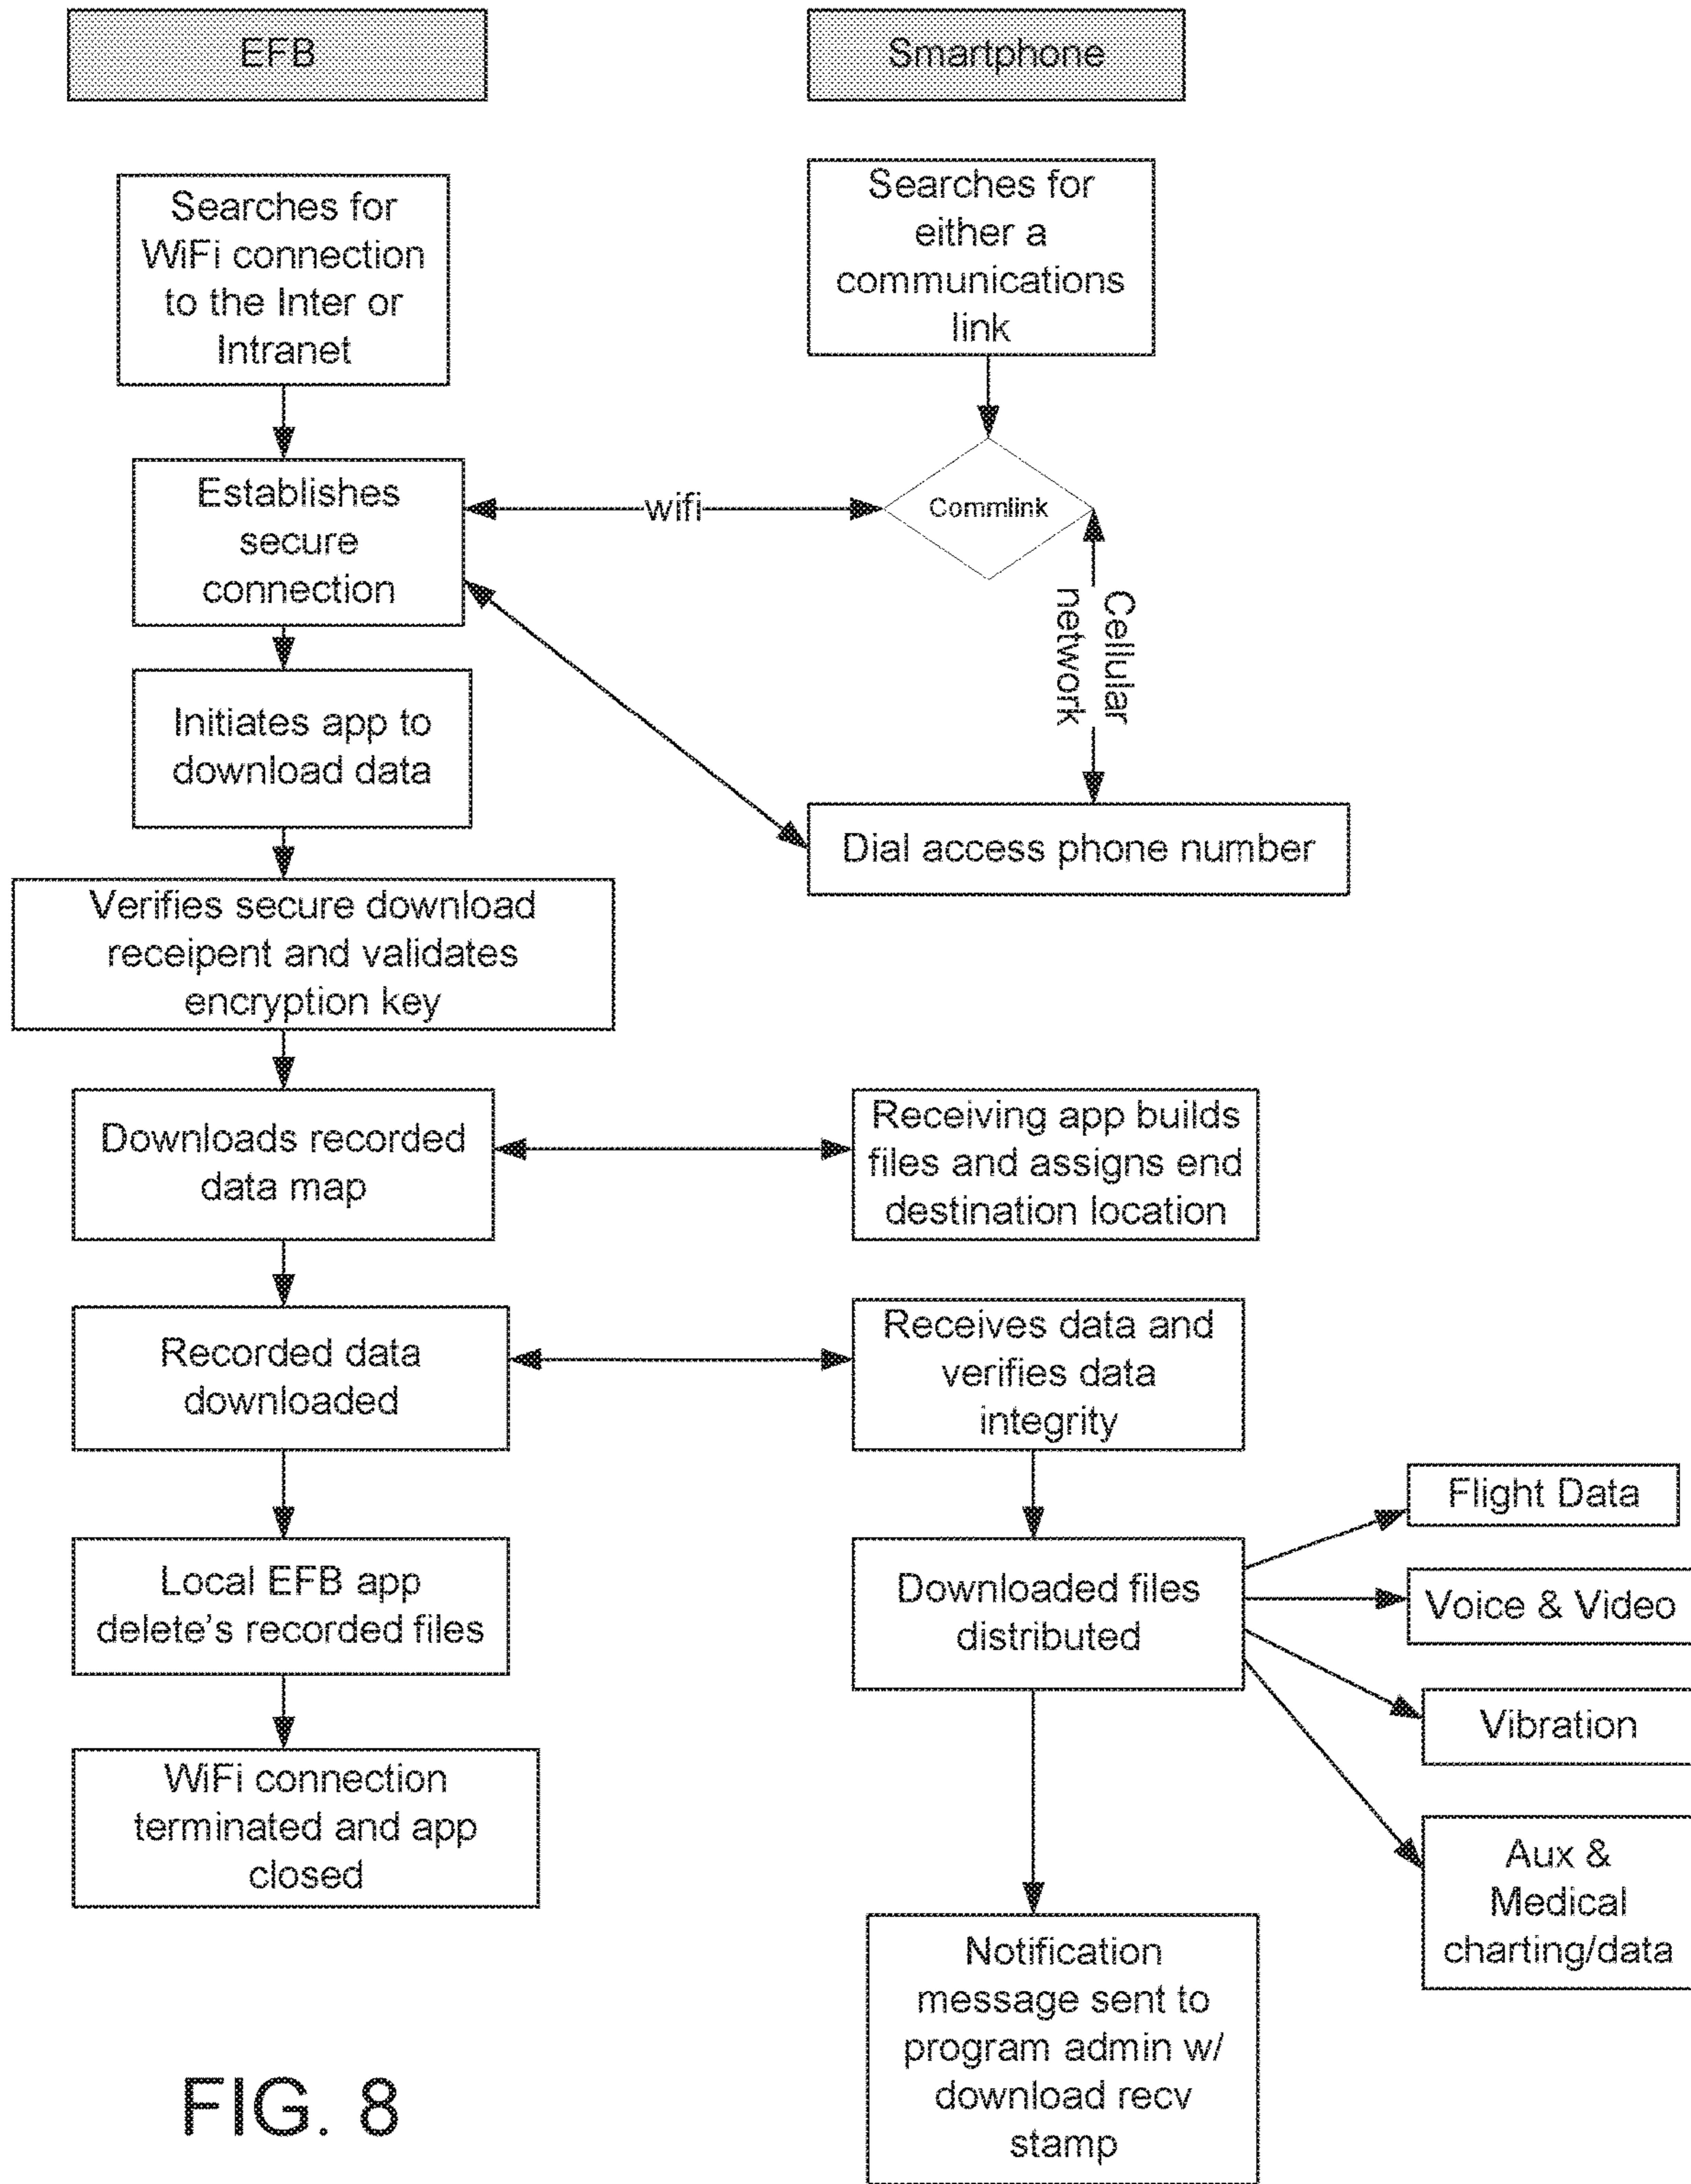 EFB
Smartphone
Searches for
WiFi connection
to the Inter or
Intranet
Searches for
either a
communications
link
Establishes
secure
connection
wifi
Commlink
Cellular
network
Initiates app to
download data
Dial access phone number
Verifies secure download
receipent and validates
encryption key
Downloads recorded
data map
Receiving app builds
files and assigns end
destination location
Recorded data
downloaded
Receives data and
verifies data
integrity
Local EFB app
delete's recorded files
Downloaded files
distributed
Flight Data
Voice & Video
Vibration
Aux &
Medical
charting/data
WiFi connection
terminated and app
closed
Notification
message sent to
program admin w/
download recv
stamp
FIG. 8